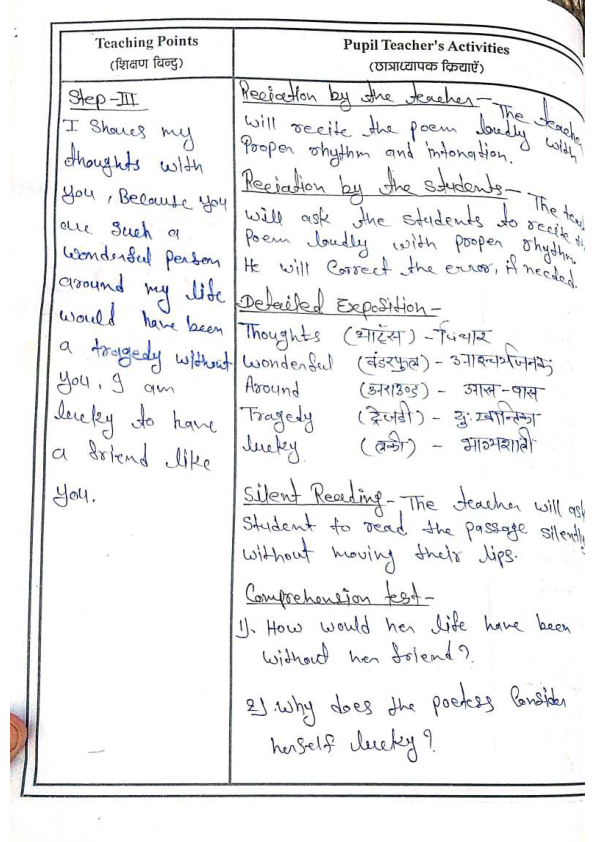 Teaching Points
(शिक्षण विन्दु)
Step-III
I Shares my
thoughts with
you, Because you
are such a
wonderful person
around my life
would have been
a tragedy without
you, I am
lucky to have
a friend like
you.
Pupil Teacher's Activities
(छात्राध्यापक क्रियाऐं)
Reciation by the teacher - The teache
will recite the poem loudly with
Proper rhythm and intonation.
Reciation by the students - The tea
will ask the students to recite
Poem loudly with proper rhythm.
He will Correct the error, if needed.
Detailed Exposition -
Thoughts (थाट्स) - विचार
Wonderful (वंडरफुल) - आश्चर्यजनक
Around (अराउण्ड) - आस-पास
Tragedy (ट्रेजडी) - दुःखान्तिका
lucky (लकी) - भाग्यशाली
Silent Reading - The teacher will ask
Student to read the passage silently
without moving their lips.
Comprehension test -
1). How would her life have been
without her friend?
2) Why does the poetess Consider
herself lucky?